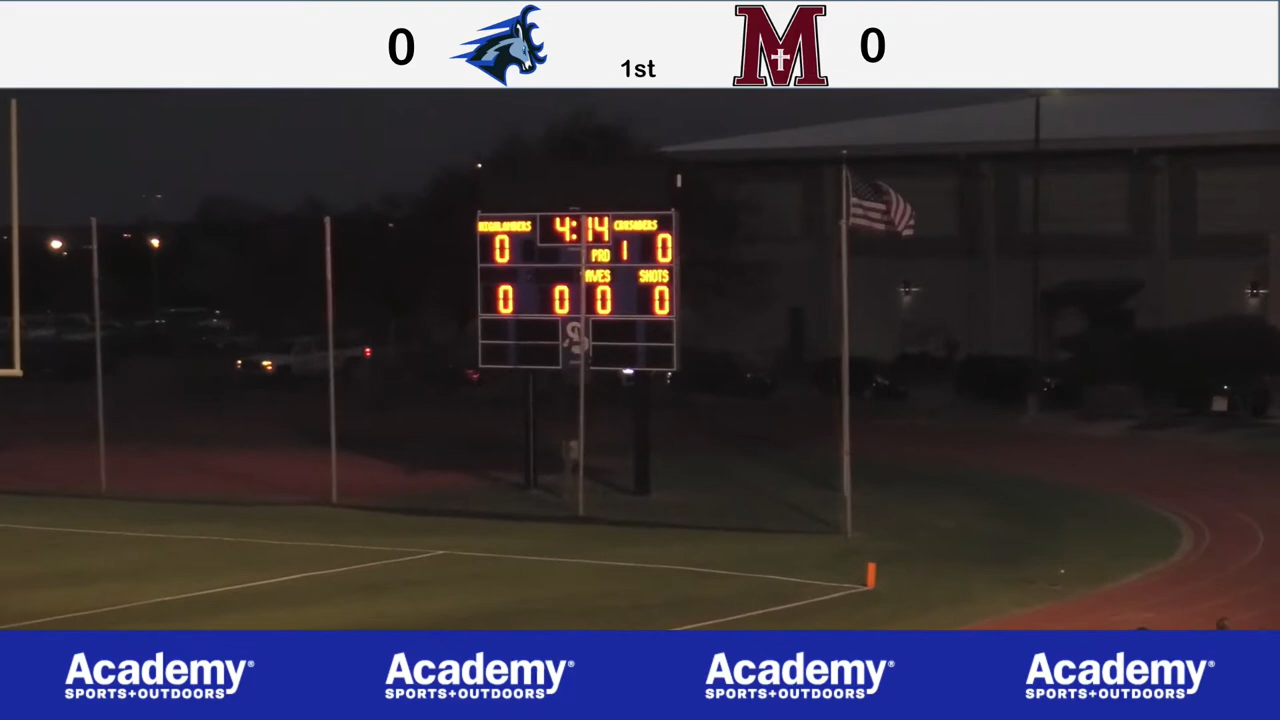 0 1st M 0
HIGHLANDERS 4:14 CRUSADERS
0 PRD 1 0
AVES SHOTS
0 0 0 0
Academy Academy Academy Academy
SPORTS+OUTDOORS SPORTS+OUTDOORS SPORTS+OUTDOORS SPORTS+OUTDOORS